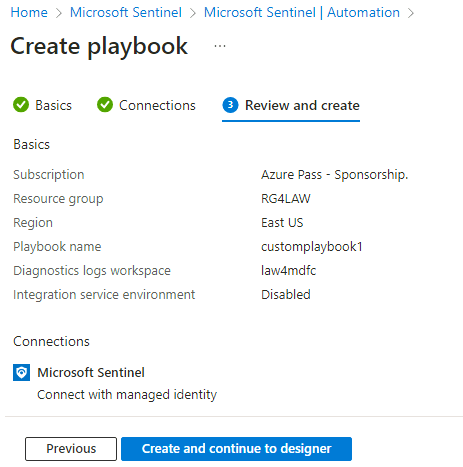 Home > Microsoft Sentinel > Microsoft Sentinel | Automation >
Create playbook ...
Basics Connections 3 Review and create
Basics
Subscription Azure Pass - Sponsorship.
Resource group RG4LAW
Region East US
Playbook name customplaybook1
Diagnostics logs workspace law4mdfc
Integration service environment Disabled
Connections
Microsoft Sentinel
Connect with managed identity
Previous Create and continue to designer